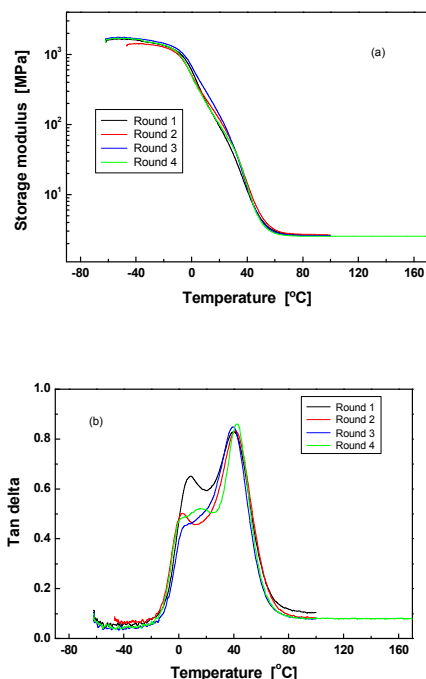 (a)
10³
10²
10¹
Storage modulus [MPa]
Round 1
Round 2
Round 3
Round 4
-80 -40 0 40 80 120 160
Temperature [°C]
(b)
1.0
0.8
0.6
0.4
0.2
0.0
Tan delta
Round 1
Round 2
Round 3
Round 4
-80 -40 0 40 80 120 160
Temperature [°C]